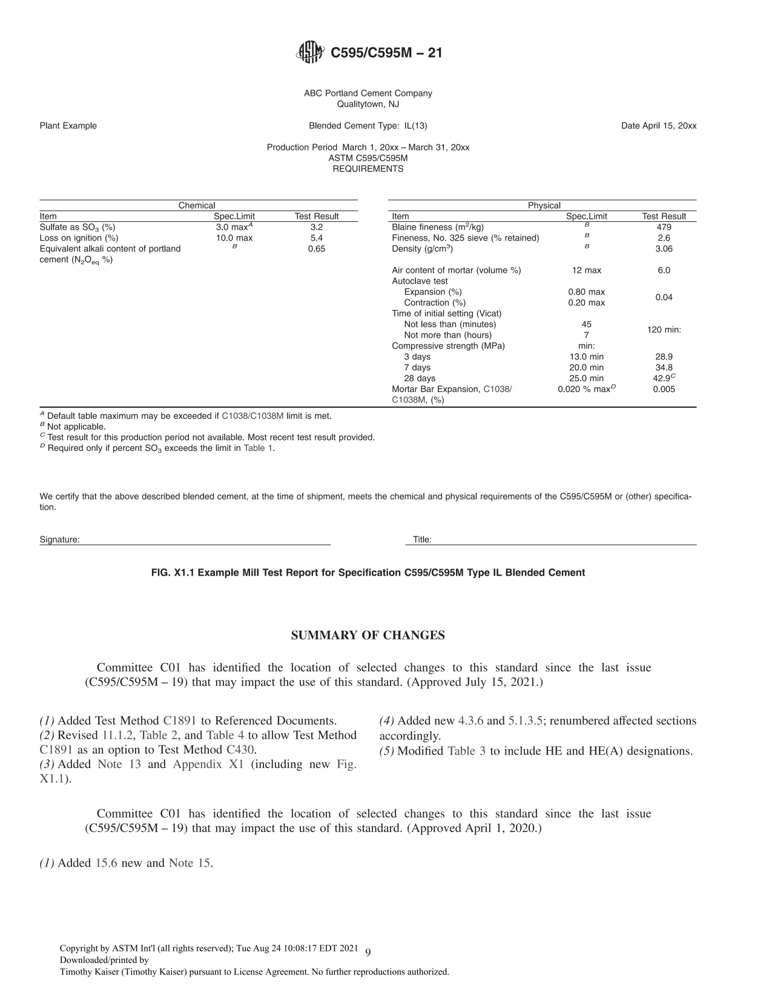 ASTM C595/C595M – 21
ABC Portland Cement Company
Qualitytown, NJ
Plant Example Blended Cement Type: IL(13) Date April 15, 20xx
Production Period March 1, 20xx – March 31, 20xx
ASTM C595/C595M
REQUIREMENTS
Chemical
Item Spec.Limit Test Result
Sulfate as SO3 (%) 3.0 maxA 3.2
Loss on ignition (%) 10.0 max 5.4
Equivalent alkali content of portland B 0.65
cement (N2Oeq %)
Physical
Item Spec.Limit Test Result
Blaine fineness (m2/kg) B 479
Fineness, No. 325 sieve (% retained) B 2.6
Density (g/cm3) B 3.06
Air content of mortar (volume %) 12 max 6.0
Autoclave test
Expansion (%) 0.80 max
0.04
Contraction (%) 0.20 max
Time of initial setting (Vicat)
Not less than (minutes) 45
120 min:
Not more than (hours) 7
Compressive strength (MPa) min:
3 days 13.0 min 28.9
7 days 20.0 min 34.8
28 days 25.0 min 42.9C
Mortar Bar Expansion, C1038/ 0.020 % maxD 0.005
C1038M, (%)
A Default table maximum may be exceeded if C1038/C1038M limit is met.
B Not applicable.
C Test result for this production period not available. Most recent test result provided.
D Required only if percent SO3 exceeds the limit in Table 1.
We certify that the above described blended cement, at the time of shipment, meets the chemical and physical requirements of the C595/C595M or (other) specifica-
tion.
Signature: Title:
FIG. X1.1 Example Mill Test Report for Specification C595/C595M Type IL Blended Cement
SUMMARY OF CHANGES
Committee C01 has identified the location of selected changes to this standard since the last issue
(C595/C595M – 19) that may impact the use of this standard. (Approved July 15, 2021.)
(1) Added Test Method C1891 to Referenced Documents.
(2) Revised 11.1.2, Table 2, and Table 4 to allow Test Method
C1891 as an option to Test Method C430.
(3) Added Note 13 and Appendix X1 (including new Fig.
X1.1).
(4) Added new 4.3.6 and 5.1.3.5; renumbered affected sections
accordingly.
(5) Modified Table 3 to include HE and HE(A) designations.
Committee C01 has identified the location of selected changes to this standard since the last issue
(C595/C595M – 19) that may impact the use of this standard. (Approved April 1, 2020.)
(1) Added 15.6 new and Note 15.
Copyright by ASTM Int'l (all rights reserved); Tue Aug 24 10:08:17 EDT 2021 9
Downloaded/printed by
Timothy Kaiser (Timothy Kaiser) pursuant to License Agreement. No further reproductions authorized.